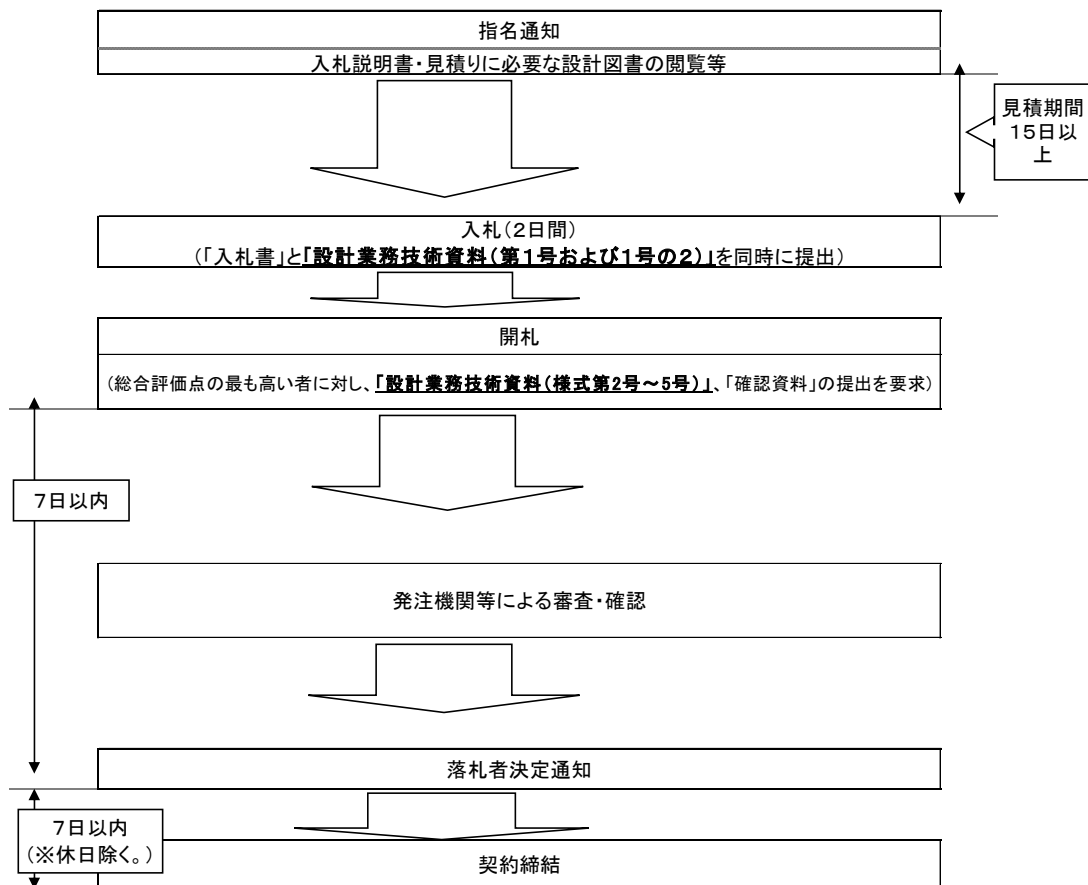 指名通知
入札説明書・見積りに必要な設計図書の閲覧等
見積期間
15日以
上
入札(2日間)
(「入札書」と「設計業務技術資料(第1号および1号の2)」を同時に提出)
開札
(総合評価点の最も高い者に対し、「設計業務技術資料(様式第2号～5号)」、「確認資料」の提出を要求)
7日以内
発注機関等による審査・確認
落札者決定通知
7日以内
(※休日除く。)
契約締結